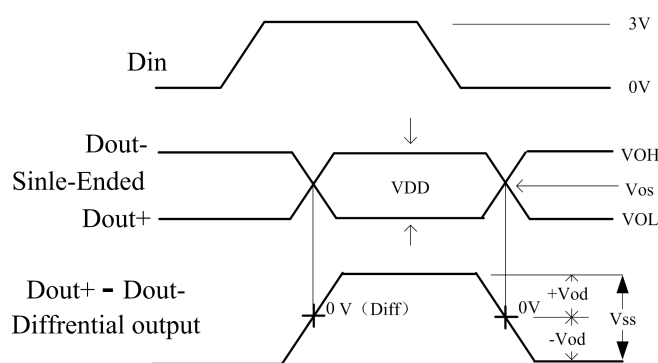 3V
Din
0V
Dout-
VOH
Sinle-Ended
VDD
Vos
Dout+
VOL
Dout+ - Dout-
Diffrential output
0 V（Diff）
0V
+Vod
-Vod
Vss